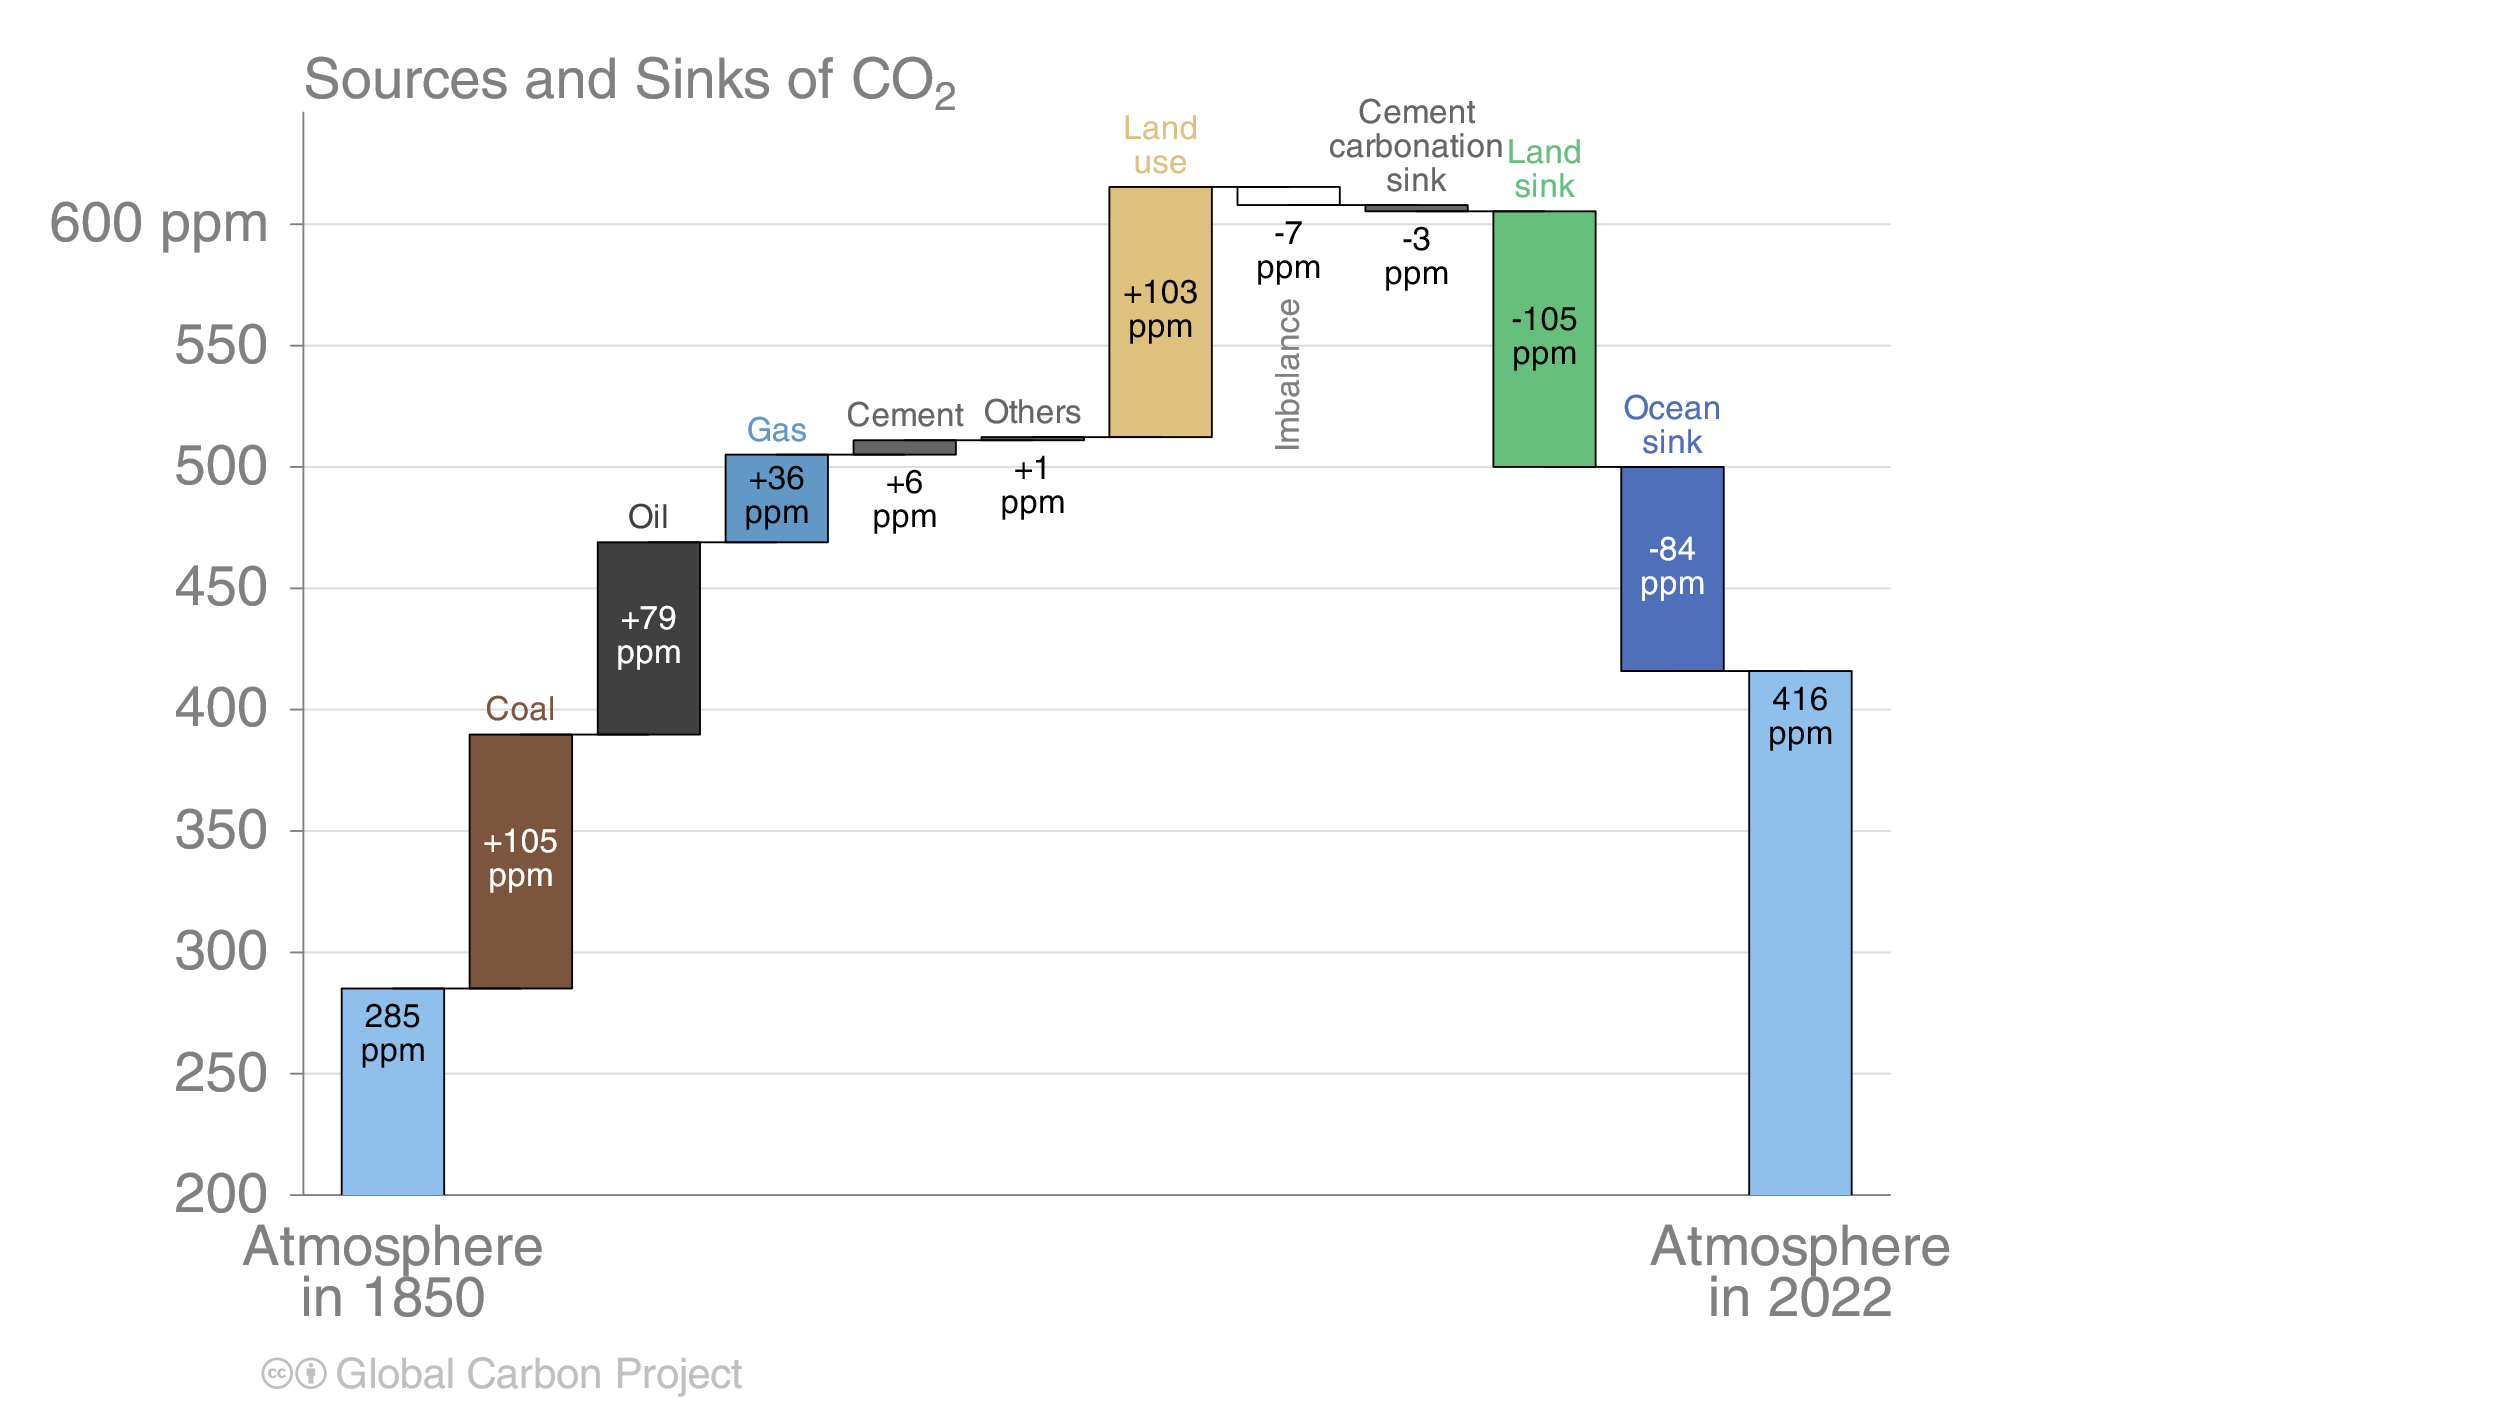 Sources and Sinks of CO₂
600 ppm
550
500
450
400
350
300
250
200
285
ppm
Coal
+105
ppm
Oil
+79
ppm
Gas
+36
ppm
Cement
+6
ppm
Others
+1
ppm
Land
use
+103
ppm
-7
ppm
Imbalance
Cement
carbonation
sink
-3
ppm
Land
sink
-105
ppm
Ocean
sink
-84
ppm
416
ppm
Atmosphere
in 1850
Atmosphere
in 2022
cc Global Carbon Project